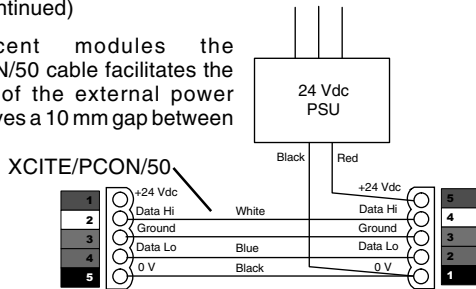 ntinued)
cent modules the
N/50 cable facilitates the
of the external power
ves a 10 mm gap between
24 Vdc
PSU
Black
Red
XCITE/PCON/50
+24 Vdc
+24 Vdc
1
5
Data Hi
White
Data Hi
2
4
Ground
Ground
3
3
Data Lo
Blue
Data Lo
4
2
0 V
Black
0 V
5
1